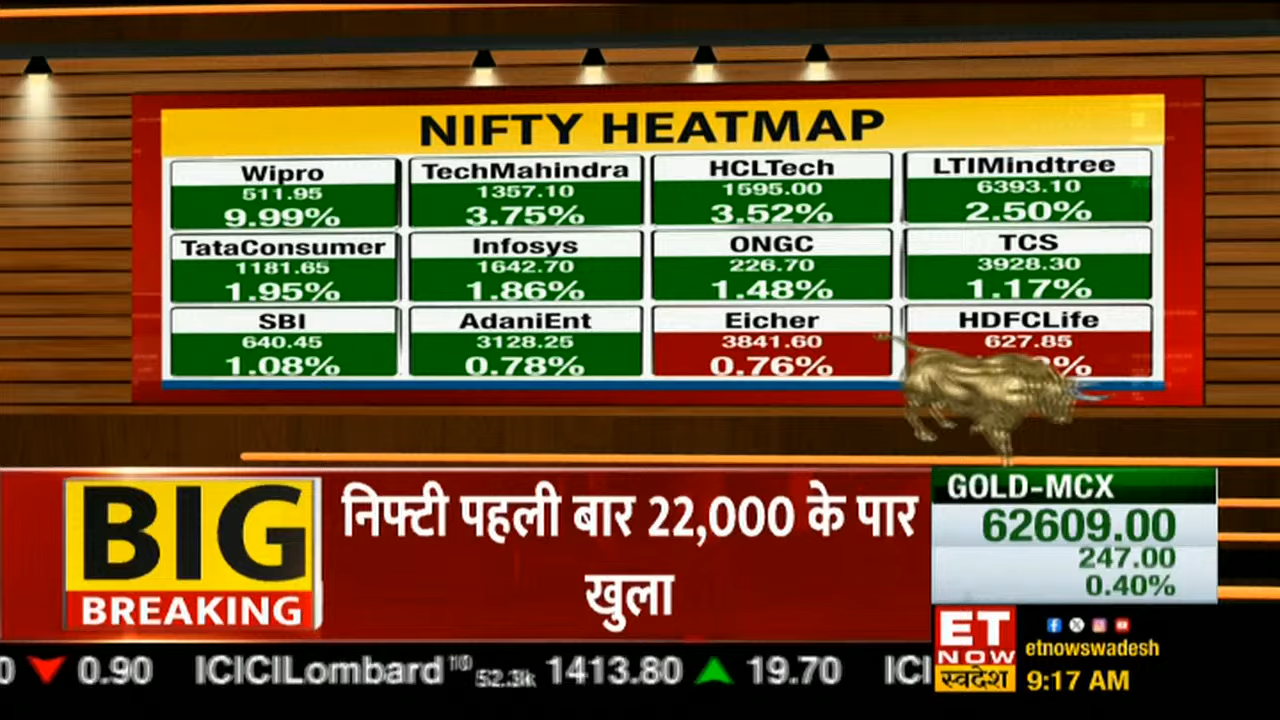 NIFTY HEATMAP
Wipro
511.95
9.99%
TechMahindra
1357.10
3.75%
HCLTech
1595.00
3.52%
LTIMindtree
6393.10
2.50%
TataConsumer
1181.65
1.95%
Infosys
1642.70
1.86%
ONGC
226.70
1.48%
TCS
3928.30
1.17%
SBI
640.45
1.08%
AdaniEnt
3128.25
0.78%
Eicher
3841.60
0.76%
HDFCLife
627.85
BIG
BREAKING
निफ्टी पहली बार 22,000 के पार
खुला
GOLD-MCX
62609.00
247.00
0.40%
ET
NOW
स्वदेश
etnowswadesh
9:17 AM
0 ▼ 0.90 ICICILombard 52.3k 1413.80 ▲ 19.70 ICI